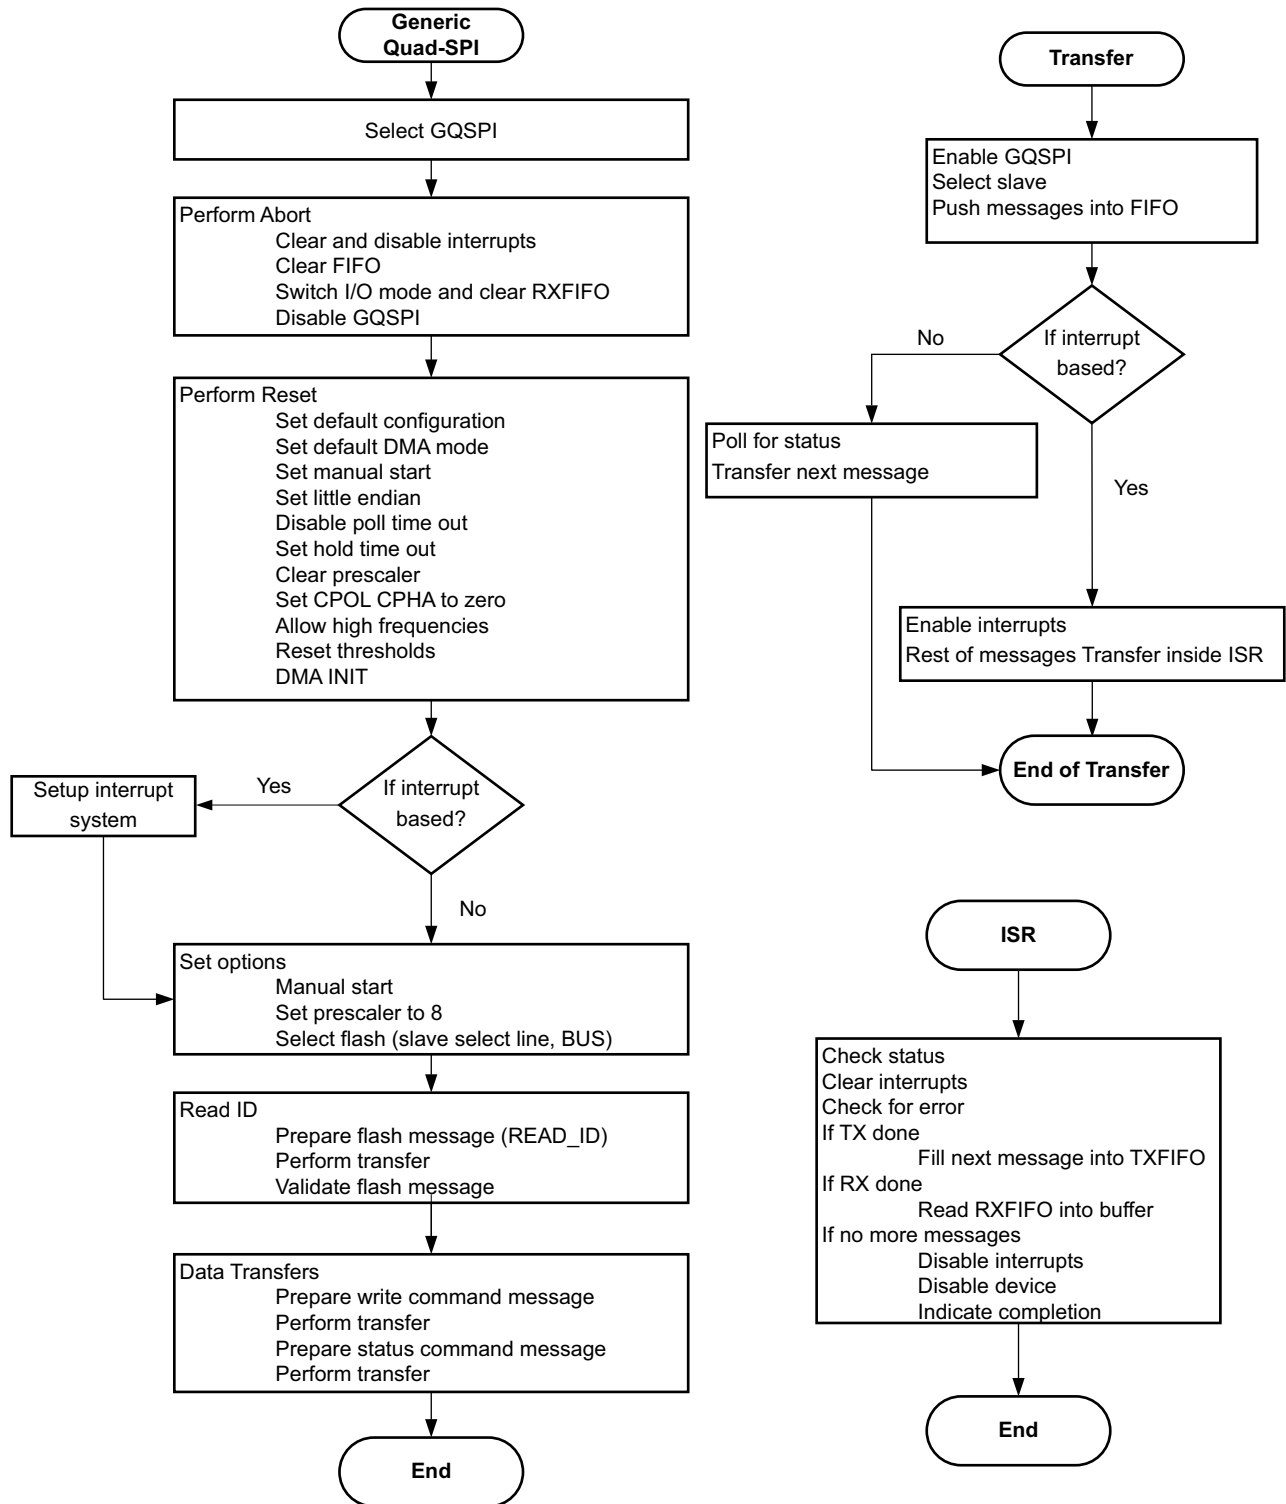 Generic
Quad-SPI
Select GQSPI
Perform Abort
Clear and disable interrupts
Clear FIFO
Switch I/O mode and clear RXFIFO
Disable GQSPI
Perform Reset
Set default configuration
Set default DMA mode
Set manual start
Set little endian
Disable poll time out
Set hold time out
Clear prescaler
Set CPOL CPHA to zero
Allow high frequencies
Reset thresholds
DMA INIT
If interrupt
based?
Yes
Setup interrupt
system
No
Set options
Manual start
Set prescaler to 8
Select flash (slave select line, BUS)
Read ID
Prepare flash message (READ_ID)
Perform transfer
Validate flash message
Data Transfers
Prepare write command message
Perform transfer
Prepare status command message
Perform transfer
End
Transfer
Enable GQSPI
Select slave
Push messages into FIFO
If interrupt
based?
No
Poll for status
Transfer next message
Yes
Enable interrupts
Rest of messages Transfer inside ISR
End of Transfer
ISR
Check status
Clear interrupts
Check for error
If TX done
Fill next message into TXFIFO
If RX done
Read RXFIFO into buffer
If no more messages
Disable interrupts
Disable device
Indicate completion
End